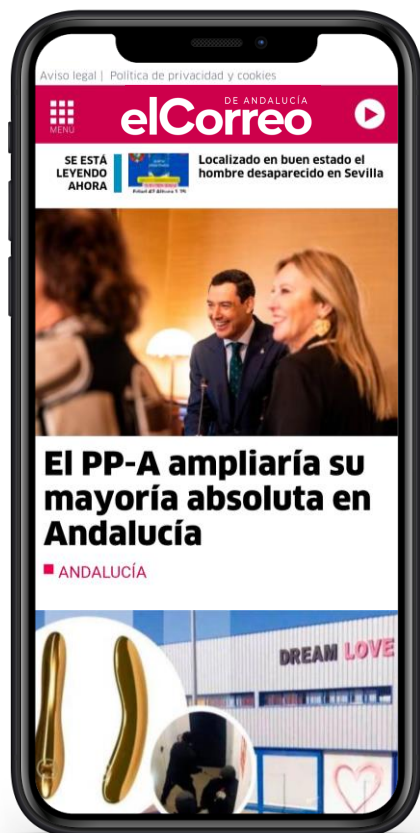 Aviso legal | Política de privacidad y cookies
MENÚ
elCorreo
DE ANDALUCÍA
SE ESTÁ
LEYENDO
AHORA
Localizado en buen estado el
hombre desaparecido en Sevilla
El PP-A ampliaría su
mayoría absoluta en
Andalucía
ANDALUCÍA
DREAM LOVE